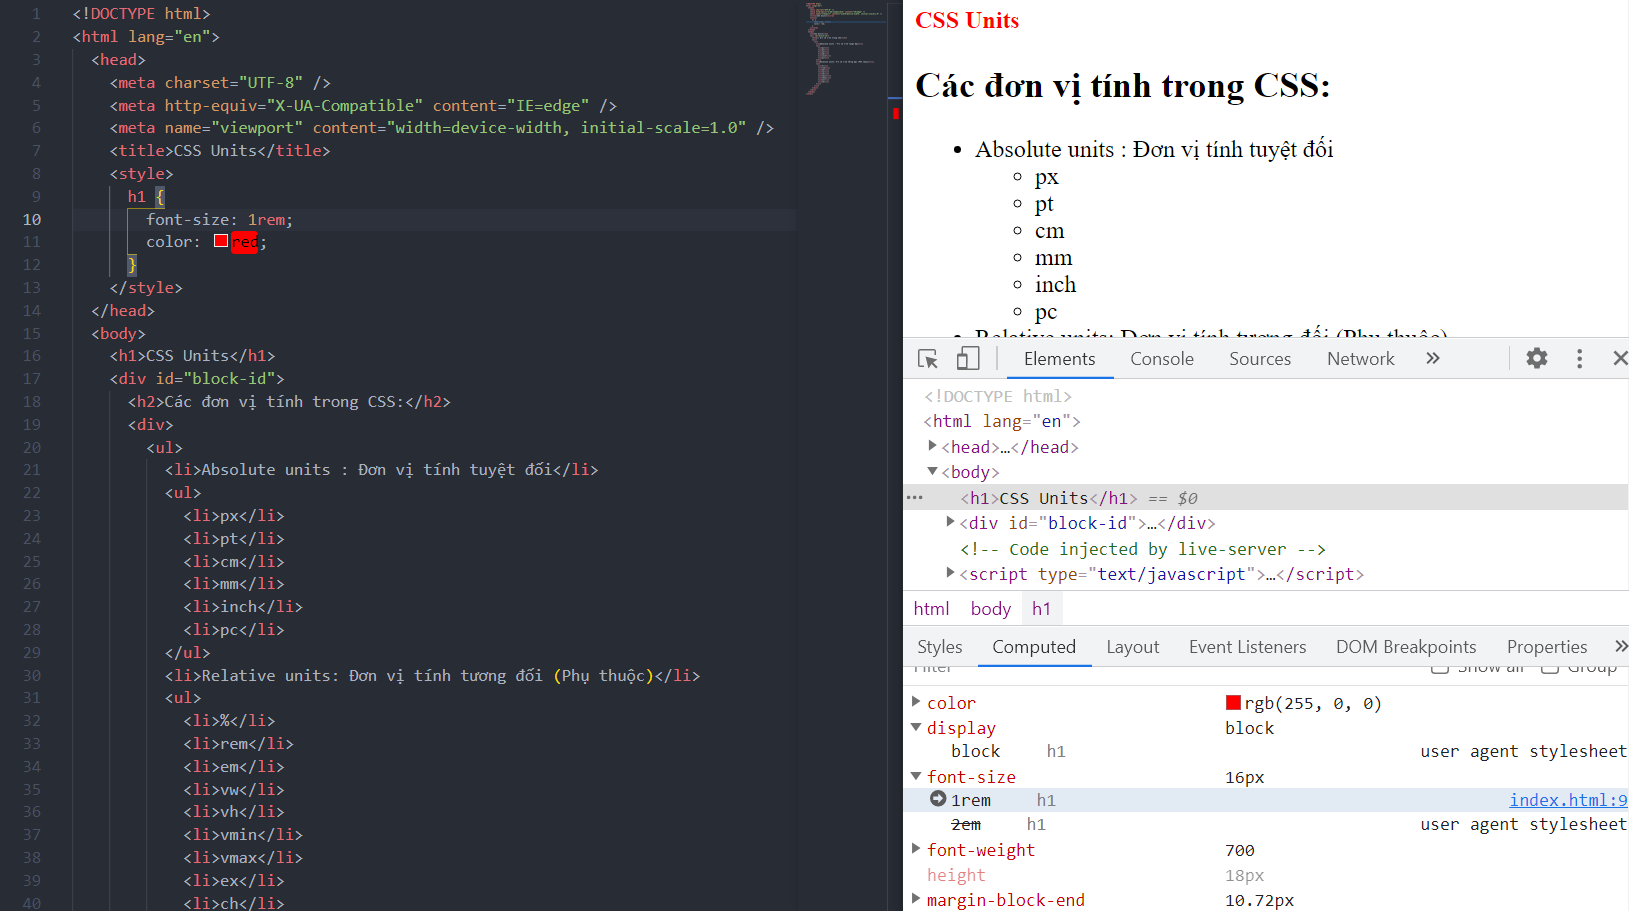 1 <!DOCTYPE html>
2 <html lang="en">
3 <head>
4 <meta charset="UTF-8" />
5 <meta http-equiv="X-UA-Compatible" content="IE=edge" />
6 <meta name="viewport" content="width=device-width, initial-scale=1.0" />
7 <title>CSS Units</title>
8 <style>
9 h1 {
10 font-size: 1rem;
11 color: red;
12 }
13 </style>
14 </head>
15 <body>
16 <h1>CSS Units</h1>
17 <div id="block-id">
18 <h2>Các đơn vị tính trong CSS:</h2>
19 <div>
20 <ul>
21 <li>Absolute units : Đơn vị tính tuyệt đối</li>
22 <ul>
23 <li>px</li>
24 <li>pt</li>
25 <li>cm</li>
26 <li>mm</li>
27 <li>inch</li>
28 <li>pc</li>
29 </ul>
30 <li>Relative units: Đơn vị tính tương đối (Phụ thuộc)</li>
31 <ul>
32 <li>%</li>
33 <li>rem</li>
34 <li>em</li>
35 <li>vw</li>
36 <li>vh</li>
37 <li>vmin</li>
38 <li>vmax</li>
39 <li>ex</li>
40 <li>ch</li>
CSS Units
Các đơn vị tính trong CSS:
Absolute units : Đơn vị tính tuyệt đối
px
pt
cm
mm
inch
pc
Relative units: Đơn vị tính tương đối (Phụ thuộc)
Elements Console Sources Network »
<!DOCTYPE html>
<html lang="en">
<head>…</head>
<body>
<h1>CSS Units</h1> == $0
<div id="block-id">…</div>
<!-- Code injected by live-server -->
<script type="text/javascript">…</script>
html body h1
Styles Computed Layout Event Listeners DOM Breakpoints Properties »
Filter Show all Group
color rgb(255, 0, 0)
display block
block h1 user agent stylesheet
font-size 16px
1rem h1 index.html:9
2em h1 user agent stylesheet
font-weight 700
height 18px
margin-block-end 10.72px